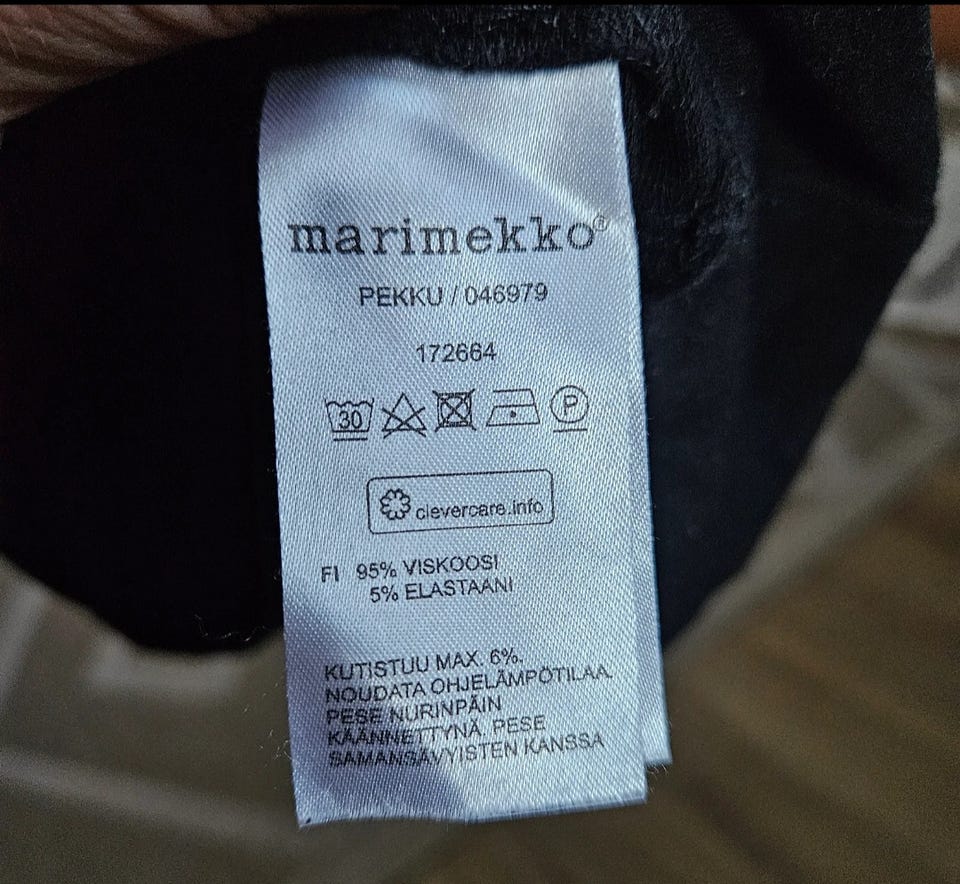 marimekko®
PEKKU / 046979
172664
30 P
clevercare.info
FI 95% VISKOOSI
5% ELASTAANI
KUTISTUU MAX. 6%.
NOUDATA OHJELÄMPÖTILAA.
PESE NURINPÄIN
KÄÄNNETTYNÄ. PESE
SAMANSÄVYISTEN KANSSA